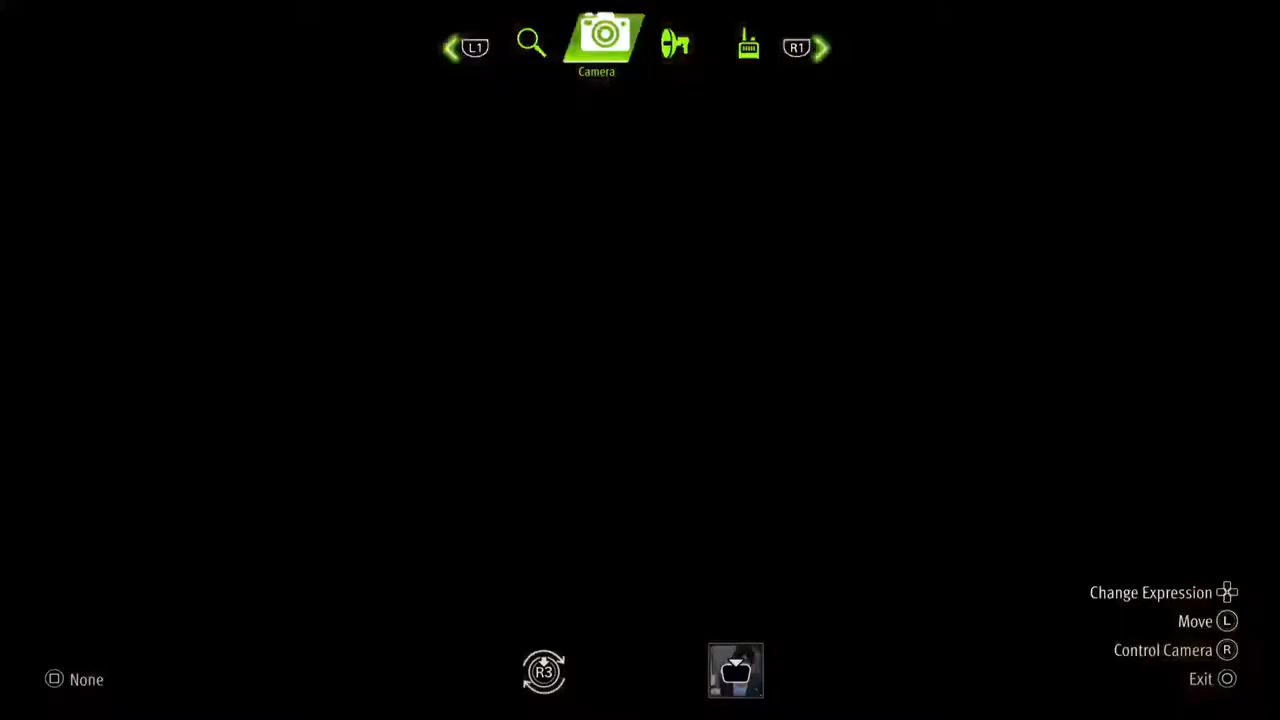 L1
R1
Camera
Change Expression
Move L
Control Camera R
Exit
None
R3